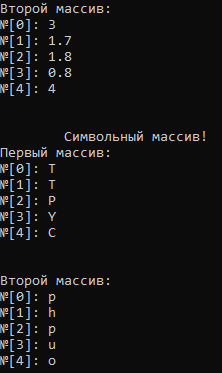 Второй массив:
№[0]: 3
№[1]: 1.7
№[2]: 1.8
№[3]: 0.8
№[4]: 4
Символьный массив!
Первый массив:
№[0]: T
№[1]: T
№[2]: P
№[3]: Y
№[4]: C
Второй массив:
№[0]: p
№[1]: h
№[2]: p
№[3]: u
№[4]: o